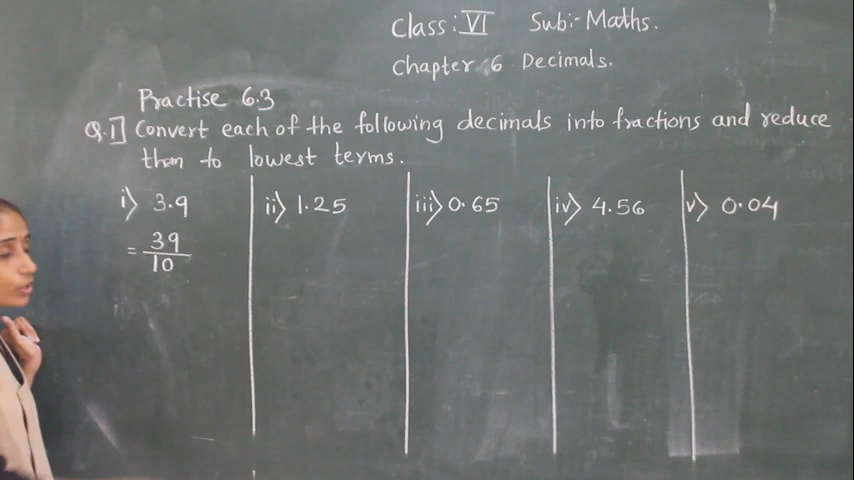 Class: VI Sub:- Maths.
Chapter: 6 Decimals.
Practise 6.3
Q.1] Convert each of the following decimals into fractions and reduce
them to lowest terms.
i) 3.9
= 39/10
ii) 1.25
iii) 0.65
iv) 4.56
v) 0.04